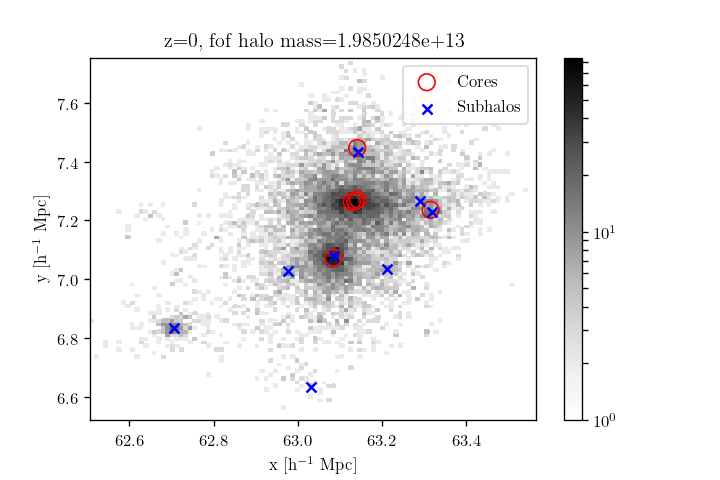 z=0, fof halo mass=1.9850248e+13
Cores
Subhalos
7.6
7.4
7.2
7.0
6.8
6.6
y [h⁻¹ Mpc]
62.6 62.8 63.0 63.2 63.4
x [h⁻¹ Mpc]
10¹
10⁰